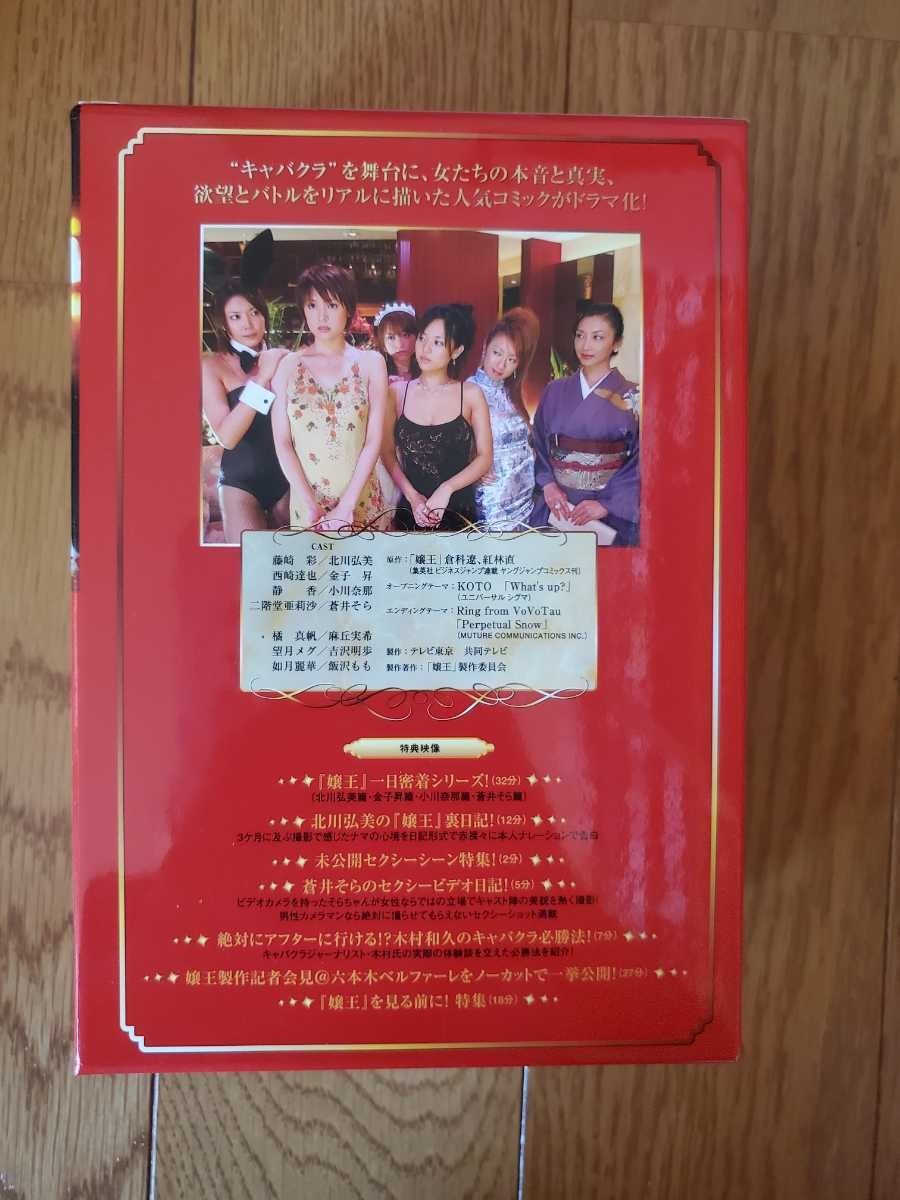 “キャバクラ”を舞台に、女たちの本音と真実、
欲望とバトルをリアルに描いた人気コミックがドラマ化!
CAST
藤崎 彩/北川弘美
西崎達也/金子 昇
静 香/小川奈那
二階堂亜莉沙/蒼井そら
橘 真帆/麻丘実希
望月メグ/吉沢明歩
如月麗華/飯沢もも
原作:「嬢王」倉科遼、紅林直
(集英社 ビジネスジャンプ連載 ヤングジャンプコミックス刊)
オープニングテーマ:KOTO 「What's up?」
(ユニバーサル シグマ)
エンディングテーマ:Ring from VoVoTau
「Perpetual Snow」
(MUTURE COMMUNICATIONS INC.)
製作:テレビ東京 共同テレビ
製作著作:「嬢王」製作委員会
特典映像
『嬢王』一日密着シリーズ!(32分)
(北川弘美篇・金子昇篇・小川奈那篇・蒼井そら篇)
北川弘美の『嬢王』裏日記!(12分)
3ケ月に及ぶ撮影で感じたナマの心境を日記形式で赤裸々に本人ナレーションで告白
未公開セクシーシーン特集!(2分)
蒼井そらのセクシービデオ日記!(5分)
ビデオカメラを持ったそらちゃんが女性ならではの立場でキャスト陣の美貌を熱く撮影!
男性カメラマンなら絶対に撮らせてもらえないセクシーショット満載
絶対にアフターに行ける!?木村和久のキャバクラ必勝法!(7分)
キャバクラジャーナリスト・木村氏の実際の体験談を交えた必勝法を紹介!
嬢王製作記者会見@六本木ベルファーレをノーカットで一挙公開!(27分)
『嬢王』を見る前に! 特集(18分)